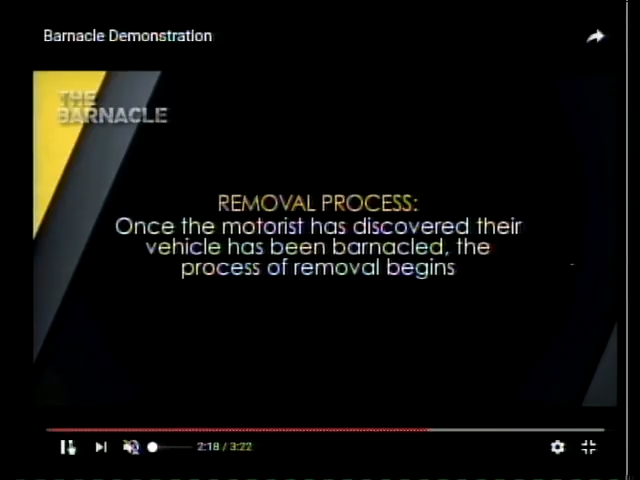 Barnacle Demonstration
THE
BARNACLE
REMOVAL PROCESS:
Once the motorist has discovered their
vehicle has been barnacled, the
process of removal begins
2:18 / 3:22